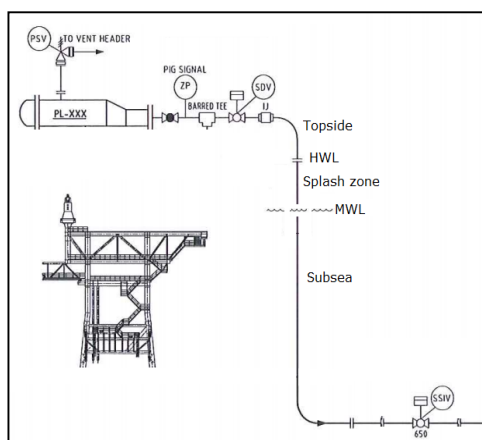 PSV
TO VENT HEADER
PIG SIGNAL
ZP
SDV
BARRED TEE
IJ
PL-XXX
Topside
HWL
Splash zone
MWL
Subsea
SSIV
650